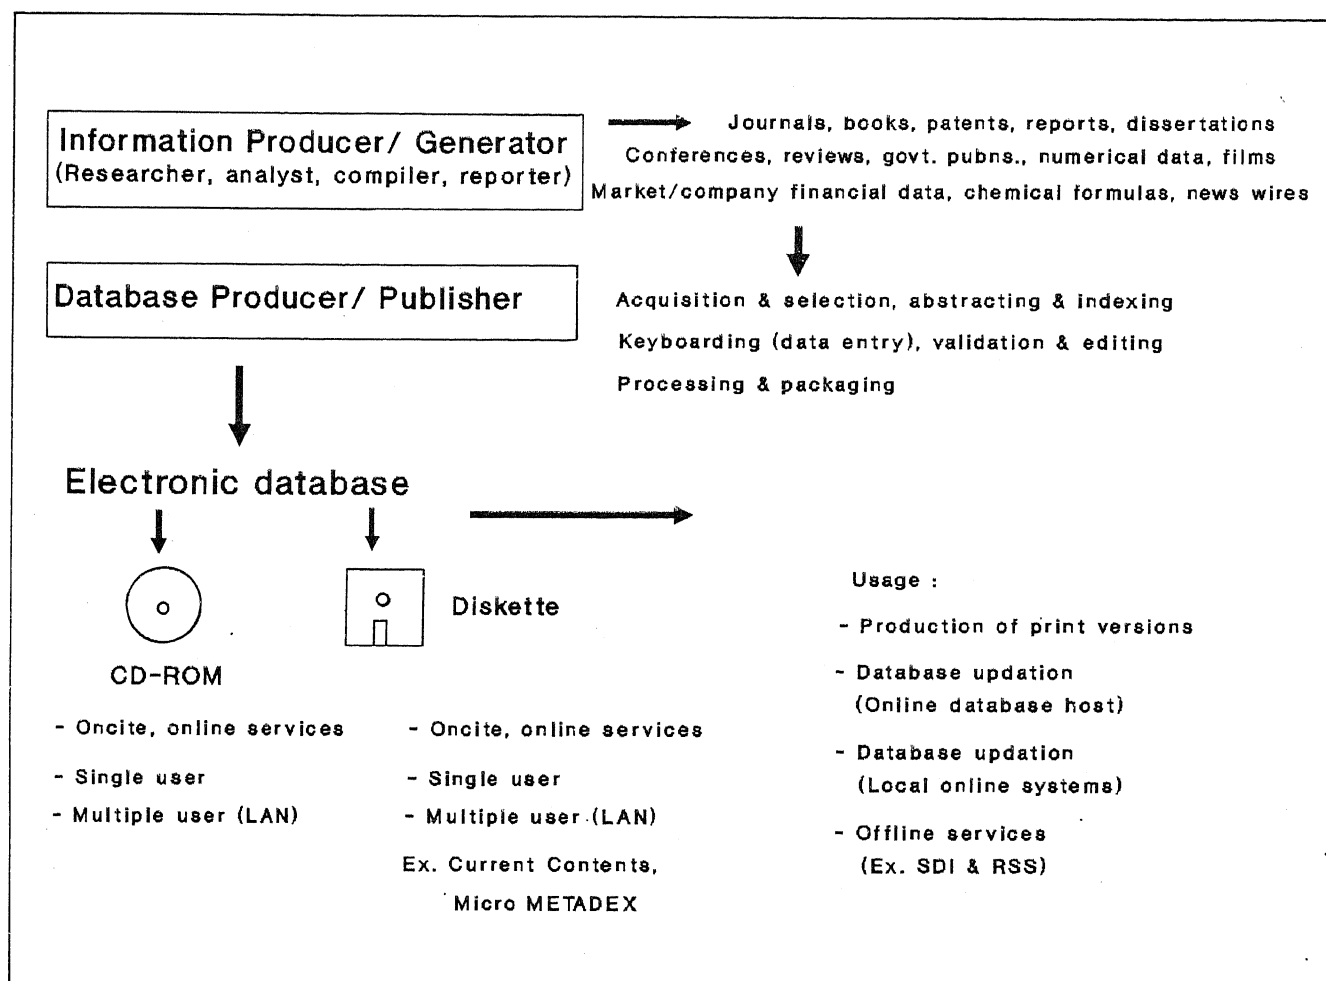 Information Producer/ Generator
(Researcher, analyst, compiler, reporter)
Journals, books, patents, reports, dissertations
Conferences, reviews, govt. pubns., numerical data, films
Market/company financial data, chemical formulas, news wires
Database Producer/ Publisher
Acquisition & selection, abstracting & indexing
Keyboarding (data entry), validation & editing
Processing & packaging
Electronic database
Diskette
CD-ROM
- Oncite, online services
- Single user
- Multiple user (LAN)
- Oncite, online services
- Single user
- Multiple user (LAN)
Ex. Current Contents,
Micro METADEX
Usage :
- Production of print versions
- Database updation
(Online database host)
- Database updation
(Local online systems)
- Offline services
(Ex. SDI & RSS)